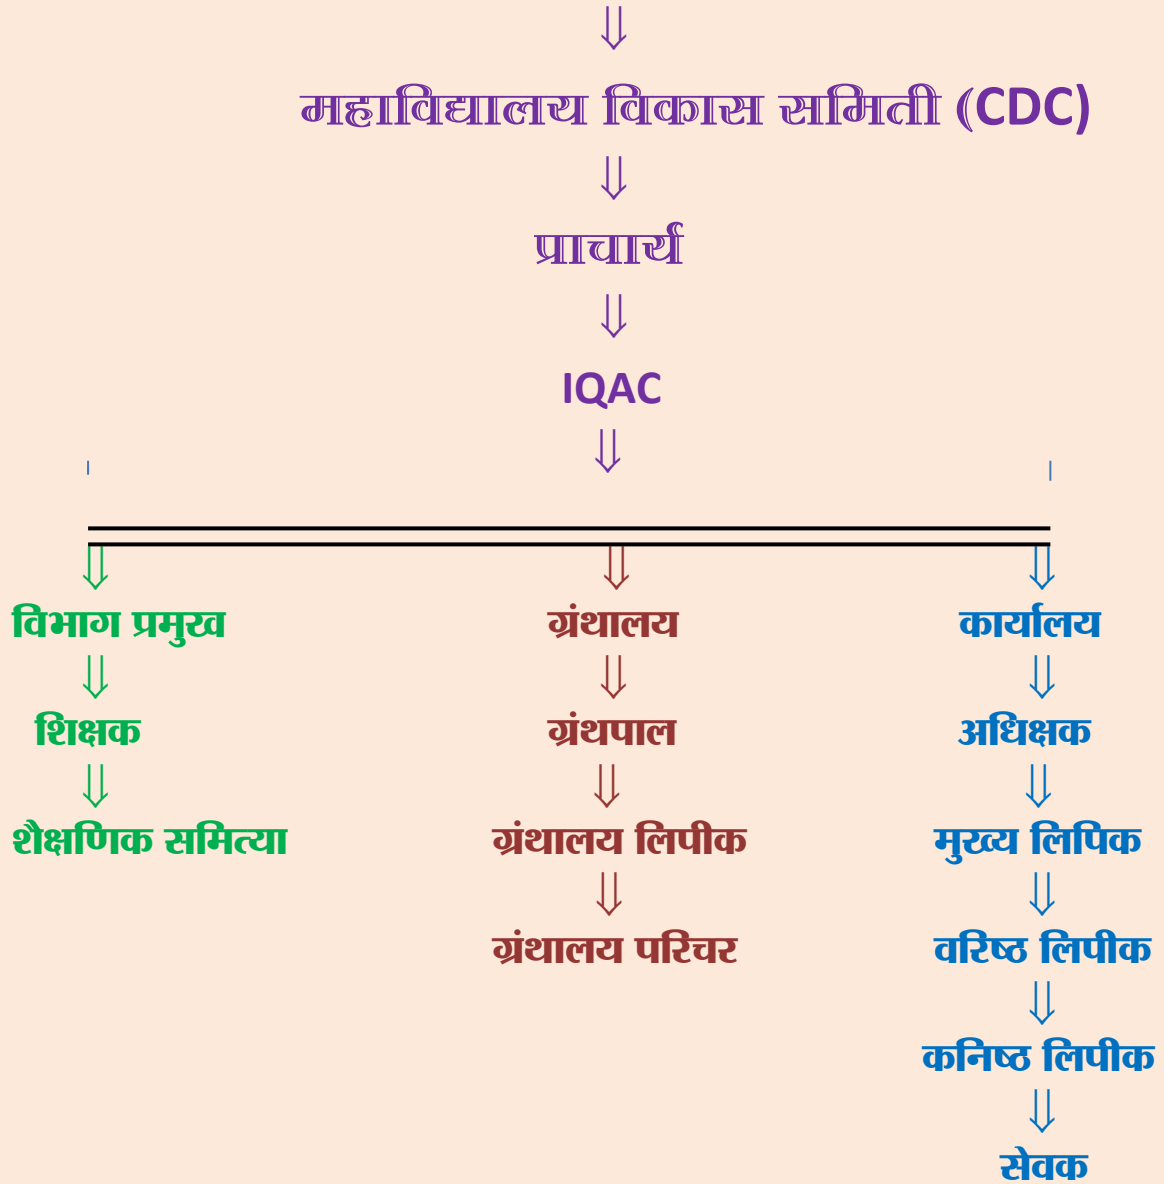 महाविद्यालय विकास समिती (CDC)
प्राचार्य
IQAC
विभाग प्रमुख ग्रंथालय कार्यालय
शिक्षक ग्रंथपाल अधिक्षक
शैक्षणिक समित्या ग्रंथालय लिपीक मुख्य लिपिक
ग्रंथालय परिचर वरिष्ठ लिपीक
कनिष्ठ लिपीक
सेवक